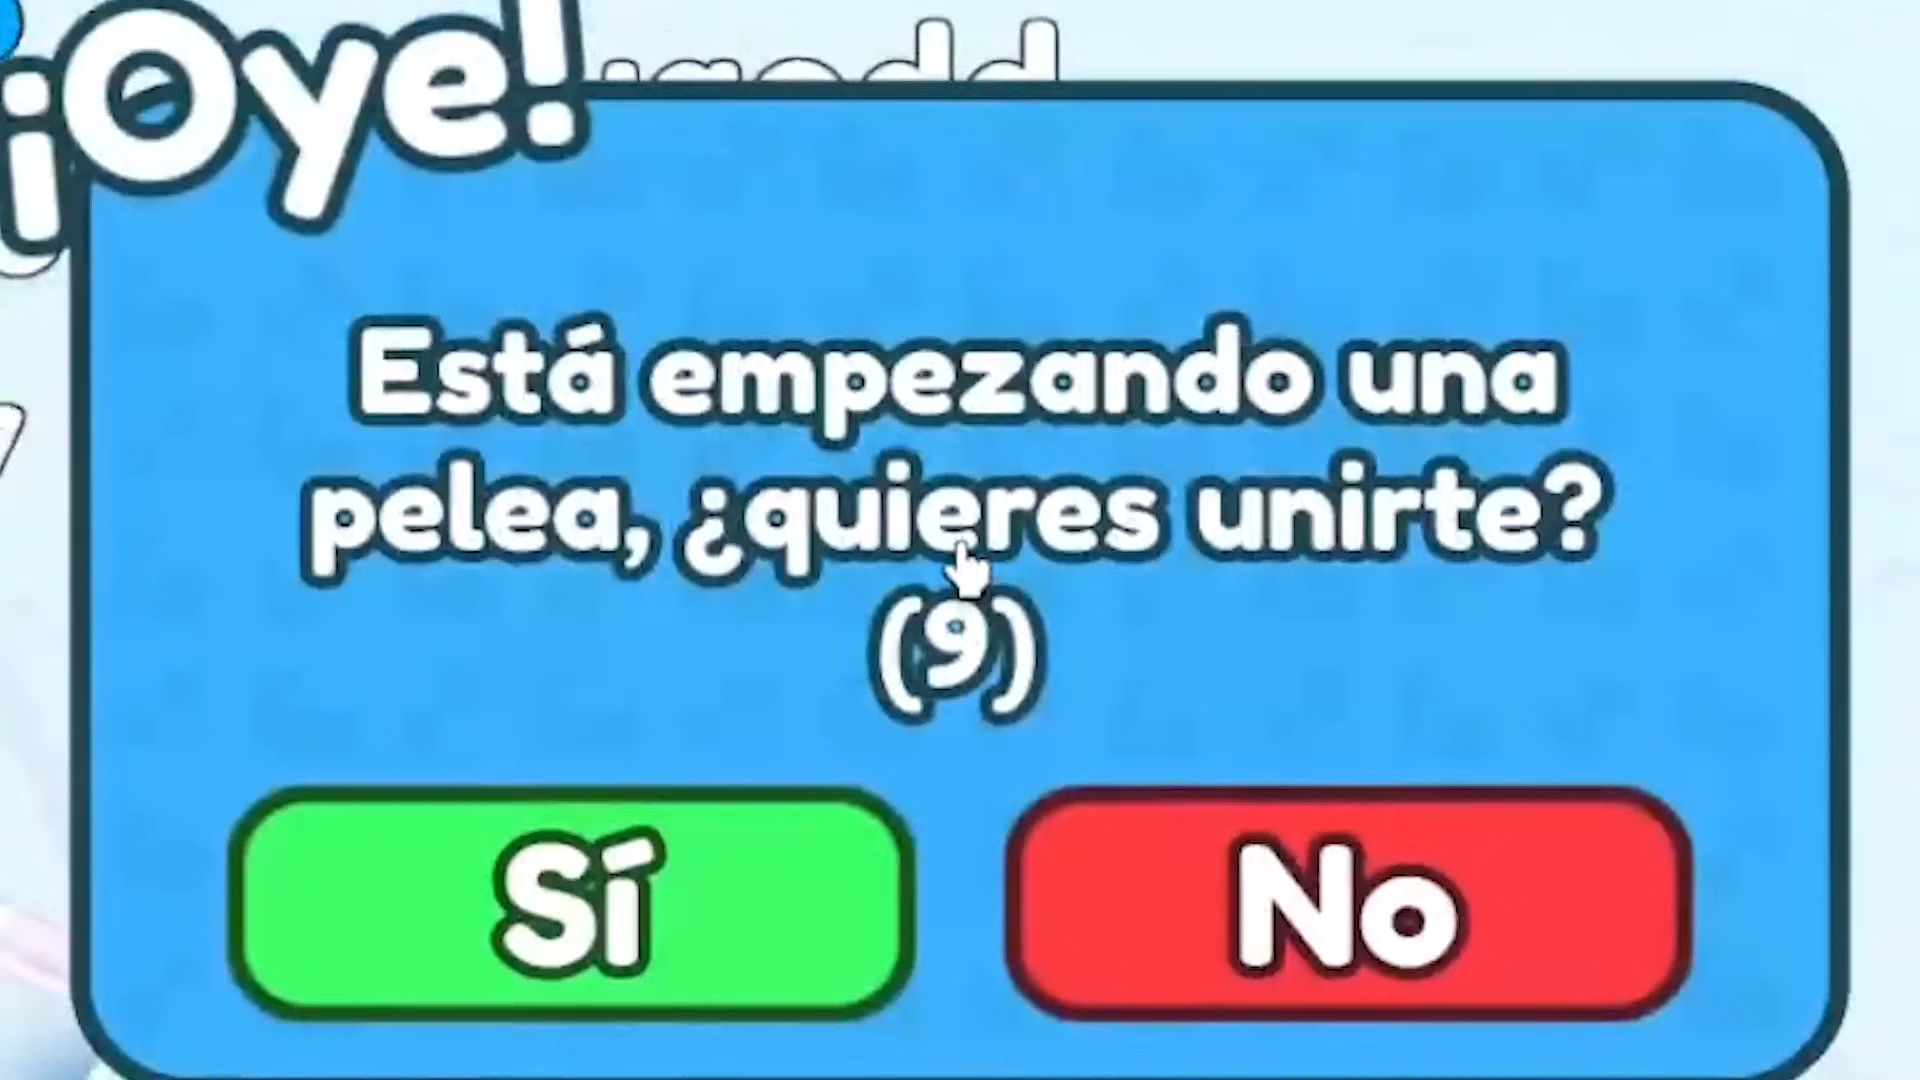 ¡Oye!
Está empezando una
pelea, ¿quieres unirte?
(9)
Sí
No